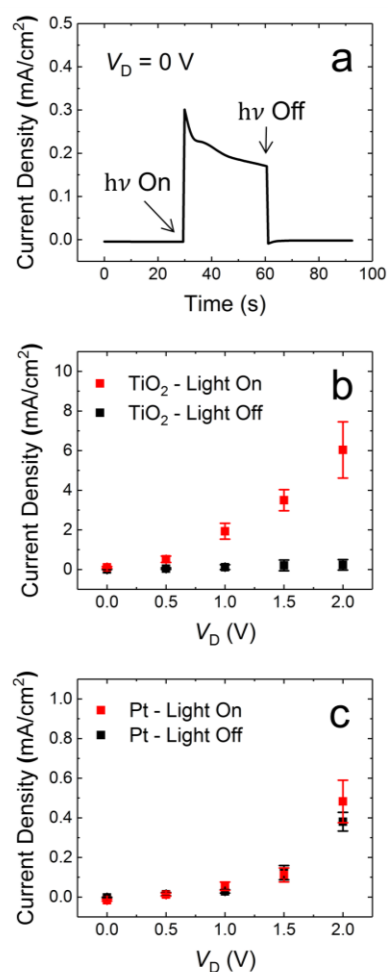 a
V_D = 0 V
hν On
hν Off
Current Density (mA/cm²)
0.5
0.4
0.3
0.2
0.1
0.0
0 20 40 60 80 100
Time (s)
b
TiO₂ - Light On
TiO₂ - Light Off
Current Density (mA/cm²)
10
8
6
4
2
0
0.0 0.5 1.0 1.5 2.0
V_D (V)
c
Pt - Light On
Pt - Light Off
Current Density (mA/cm²)
1.0
0.8
0.6
0.4
0.2
0.0
0.0 0.5 1.0 1.5 2.0
V_D (V)